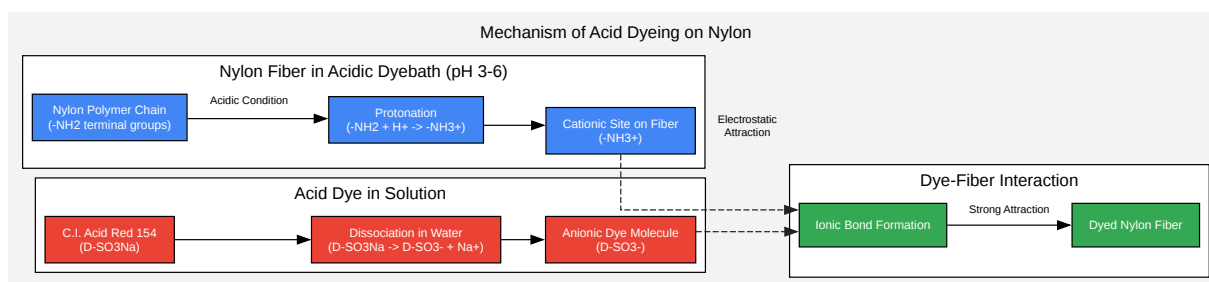 Mechanism of Acid Dyeing on Nylon
Nylon Fiber in Acidic Dyebath (pH 3-6)
Nylon Polymer Chain
(-NH2 terminal groups)
Acidic Condition
Protonation
(-NH2 + H+ -> -NH3+)
Cationic Site on Fiber
(-NH3+)
Electrostatic
Attraction
Acid Dye in Solution
C.I. Acid Red 154
(D-SO3Na)
Dissociation in Water
(D-SO3Na -> D-SO3- + Na+)
Anionic Dye Molecule
(D-SO3-)
Dye-Fiber Interaction
Ionic Bond Formation
Strong Attraction
Dyed Nylon Fiber